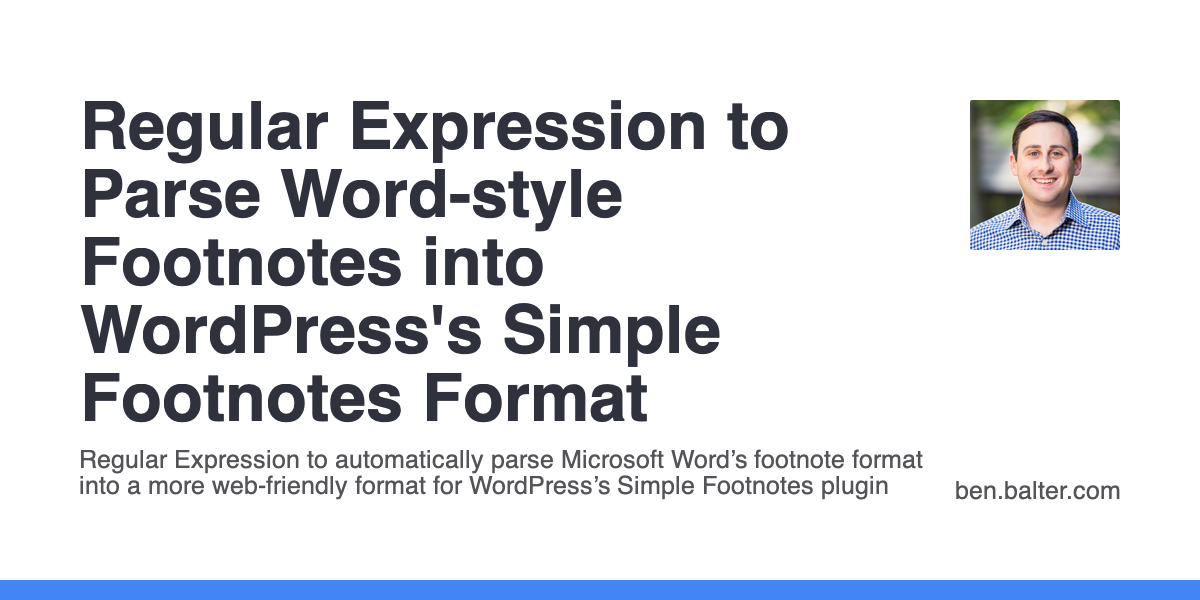 Regular Expression to
Parse Word-style
Footnotes into
WordPress's Simple
Footnotes Format
Regular Expression to automatically parse Microsoft Word’s footnote format
into a more web-friendly format for WordPress’s Simple Footnotes plugin
ben.balter.com